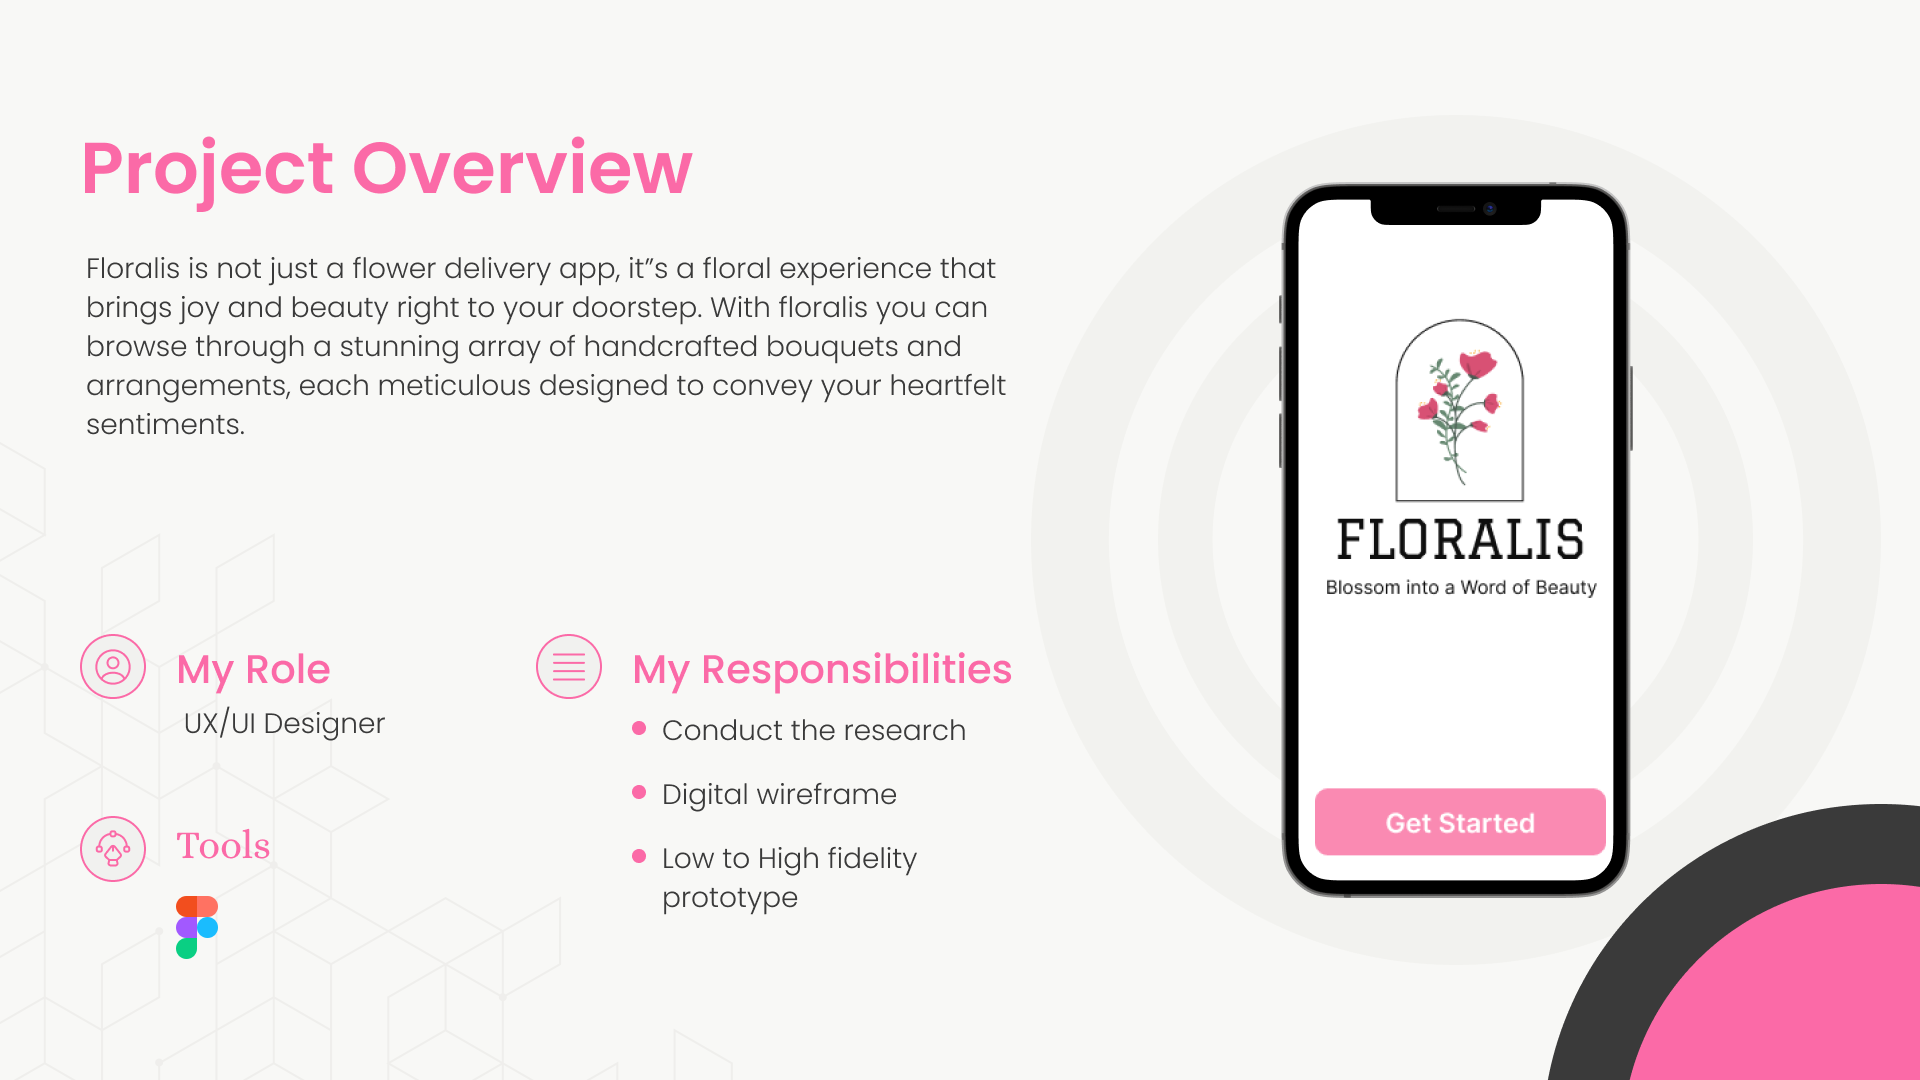 Project Overview
Floralis is not just a flower delivery app, it”s a floral experience that
brings joy and beauty right to your doorstep. With floralis you can
browse through a stunning array of handcrafted bouquets and
arrangements, each meticulous designed to convey your heartfelt
sentiments.
My Role
UX/UI Designer
Tools
My Responsibilities
Conduct the research
Digital wireframe
Low to High fidelity
prototype
FLORALIS
Blossom into a Word of Beauty
Get Started